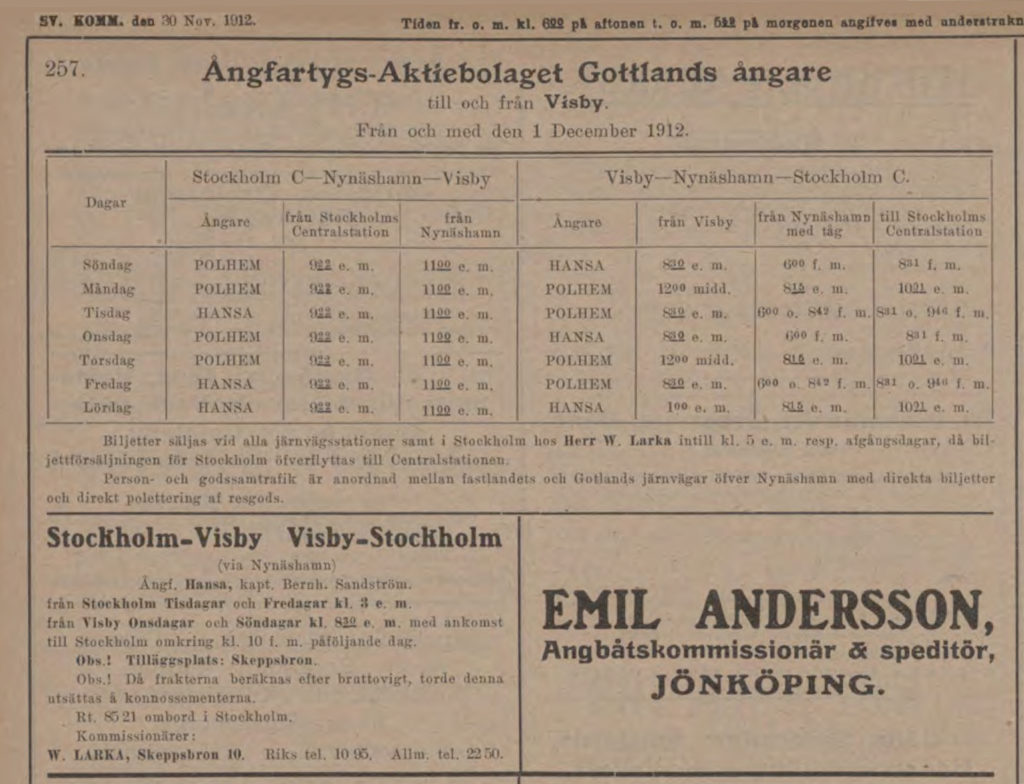 SV. KOMM. den 30 Nov. 1912. Tiden fr. o. m. kl. 6⁰⁰ på aftonen t. o. m. 5⁵⁹ på morgonen angifves med understrukn
257. Ångfartygs-Aktiebolaget Gottlands ångare
till och från Visby.
Från och med den 1 December 1912.
Dagar Stockholm C—Nynäshamn—Visby Visby—Nynäshamn—Stockholm C.
Ångare från Stockholms Centralstation från Nynäshamn Ångare från Visby från Nynäshamn med tåg till Stockholms Centralstation
Söndag POLHEM 9²² e. m. 11⁰⁰ e. m. HANSA 8³⁰ e. m. 6⁰⁰ f. m. 8³¹ f. m.
Måndag POLHEM 9²² e. m. 11⁰⁰ e. m. POLHEM 12⁰⁰ midd. 8¹⁵ e. m. 10²¹ e. m.
Tisdag HANSA 9²² e. m. 11⁰⁰ e. m. POLHEM 8³⁰ e. m. 6⁰⁰ o. 8⁴² f. m. 8³¹ o. 9⁴⁶ f. m.
Onsdag POLHEM 9²² e. m. 11⁰⁰ e. m. HANSA 8³⁰ e. m. 6⁰⁰ f. m. 8³¹ f. m.
Torsdag POLHEM 9²² e. m. 11⁰⁰ e. m. POLHEM 12⁰⁰ midd. 8¹⁵ e. m. 10²¹ e. m.
Fredag HANSA 9²² e. m. 11⁰⁰ e. m. POLHEM 8³⁰ e. m. 6⁰⁰ o. 8⁴² f. m. 8³¹ o. 9⁴⁶ f. m.
Lördag HANSA 9²² e. m. 11⁰⁰ e. m. HANSA 1⁰⁰ e. m. 8¹⁵ e. m. 10²¹ e. m.
Biljetter säljas vid alla järnvägsstationer samt i Stockholm hos Herr W. Larka intill kl. 5 e. m. resp. afgångsdagar, då bil-
jettförsäljningen för Stockholm öfverflyttas till Centralstationen.
Person- och godssamtrafik är anordnad mellan fastlandets och Gotlands järnvägar öfver Nynäshamn med direkta biljetter
och direkt polettering af resgods.
Stockholm-Visby Visby-Stockholm
(via Nynäshamn)
Ångf. Hansa, kapt. Bernh. Sandström.
från Stockholm Tisdagar och Fredagar kl. 3 e. m.
från Visby Onsdagar och Söndagar kl. 8³⁰ e. m. med ankomst
till Stockholm omkring kl. 10 f. m. påföljande dag.
Obs.! Tilläggsplats: Skeppsbron.
Obs.! Då frakterna beräknas efter bruttovigt, torde denna
utsättas å konnossementerna.
Rt. 85 21 ombord i Stockholm.
Kommissionärer:
W. LARKA, Skeppsbron 10. Riks tel. 10 95, Allm. tel. 22 50.
EMIL ANDERSSON,
Angbåtskommissionär & speditör,
JÖNKÖPING.